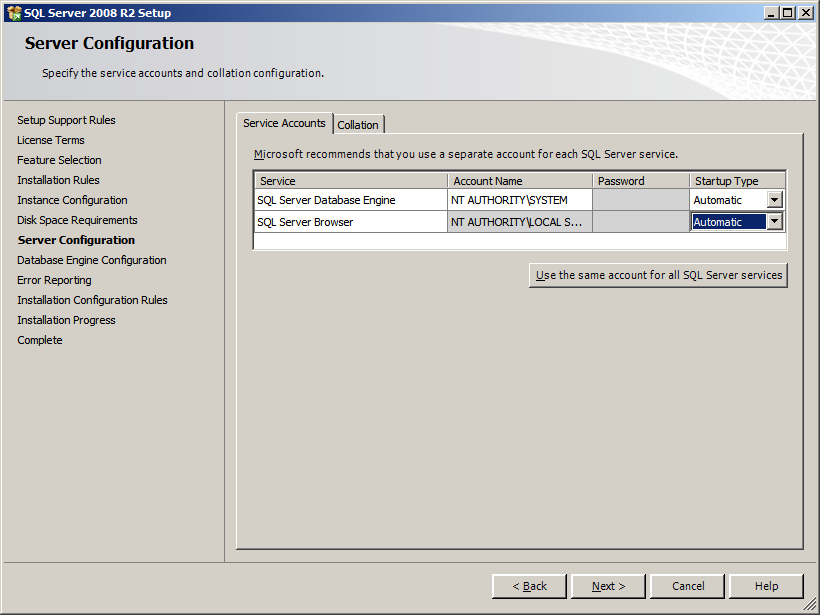 SQL Server 2008 R2 Setup
Server Configuration
Specify the service accounts and collation configuration.
Setup Support Rules
License Terms
Feature Selection
Installation Rules
Instance Configuration
Disk Space Requirements
Server Configuration
Database Engine Configuration
Error Reporting
Installation Configuration Rules
Installation Progress
Complete
Service Accounts Collation
Microsoft recommends that you use a separate account for each SQL Server service.
Service Account Name Password Startup Type
SQL Server Database Engine NT AUTHORITY\SYSTEM Automatic
SQL Server Browser NT AUTHORITY\LOCAL S... Automatic
Use the same account for all SQL Server services
< Back Next > Cancel Help